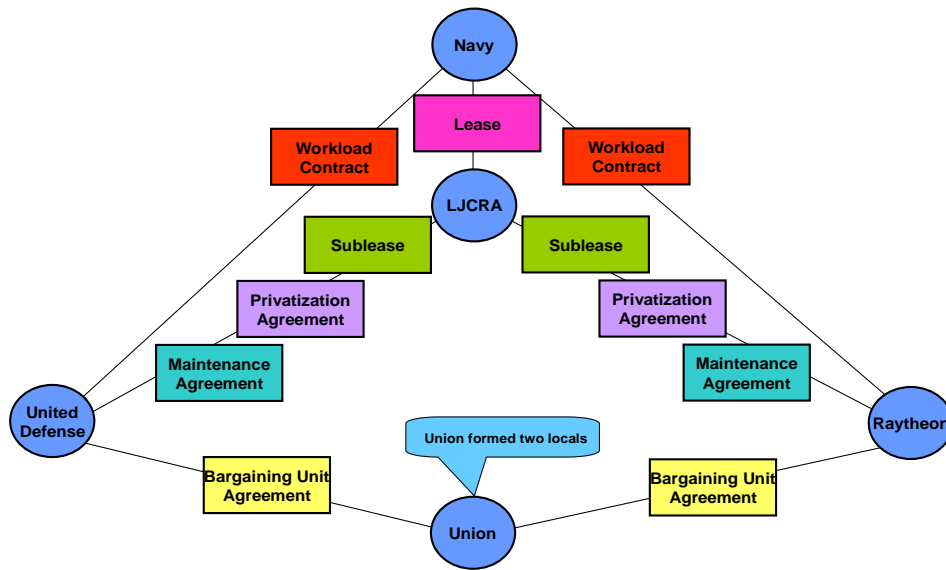 Navy
Lease
Workload
Contract
Workload
Contract
LJCRA
Sublease
Sublease
Privatization
Agreement
Privatization
Agreement
Maintenance
Agreement
Maintenance
Agreement
United
Defense
Raytheon
Union formed two locals
Bargaining Unit
Agreement
Bargaining Unit
Agreement
Union